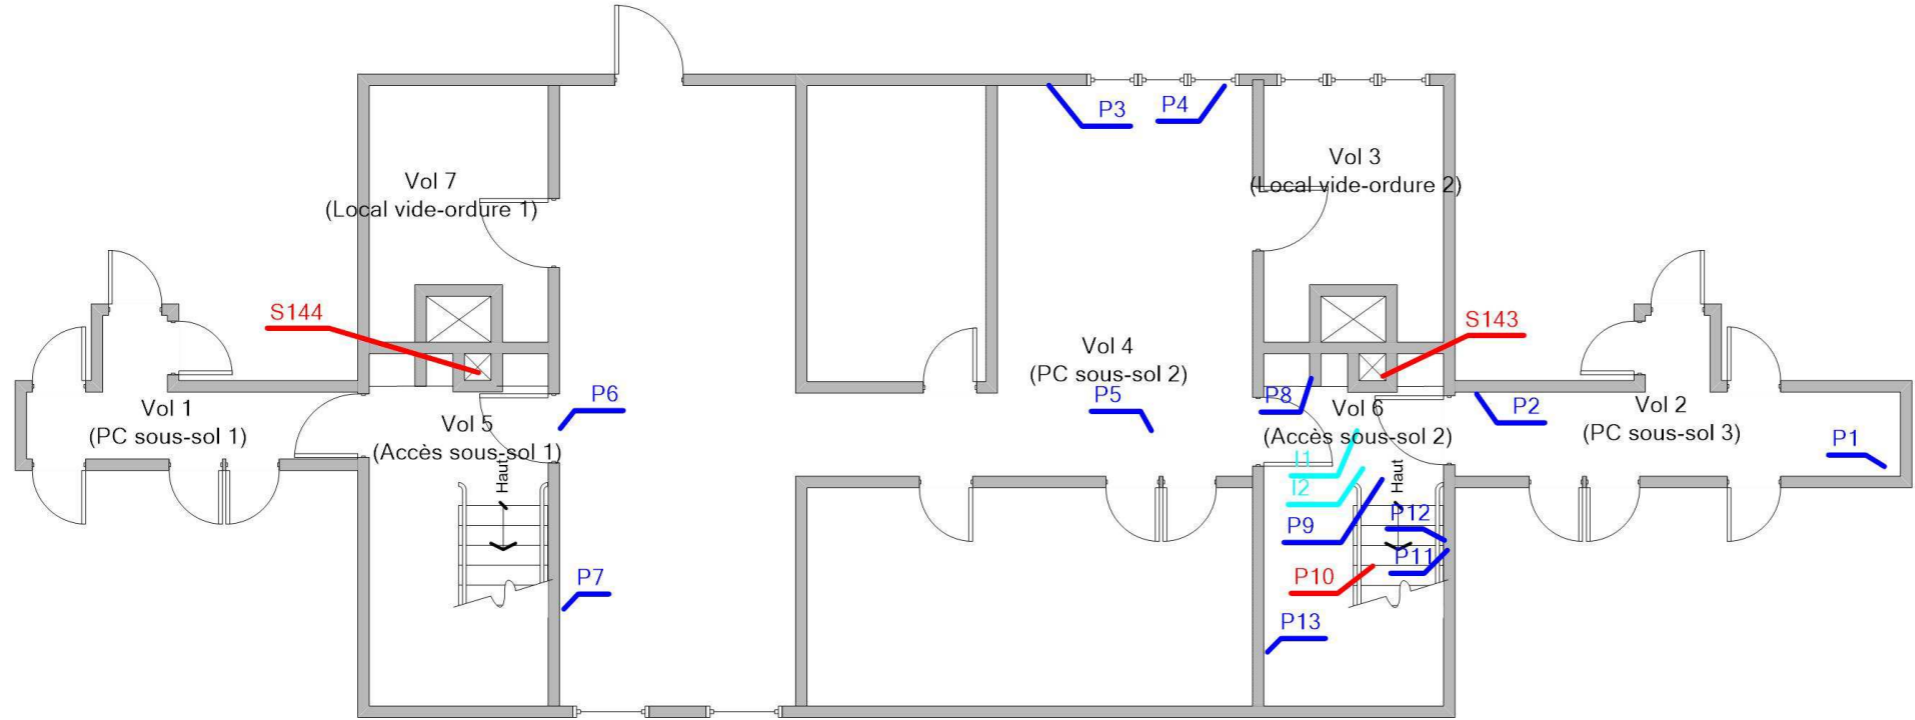 P3
P4
Vol 7
(Local vide-ordure 1)
Vol 3
(Local vide-ordure 2)
S144
S143
Vol 4
(PC sous-sol 2)
P6
P5
P8
Vol 1
(PC sous-sol 1)
Vol 5
(Accès sous-sol 1)
Vol 6
(Accès sous-sol 2)
P2
Vol 2
(PC sous-sol 3)
P1
Haut
I1
I2
Haut
P9
P12
P11
P7
P10
P13